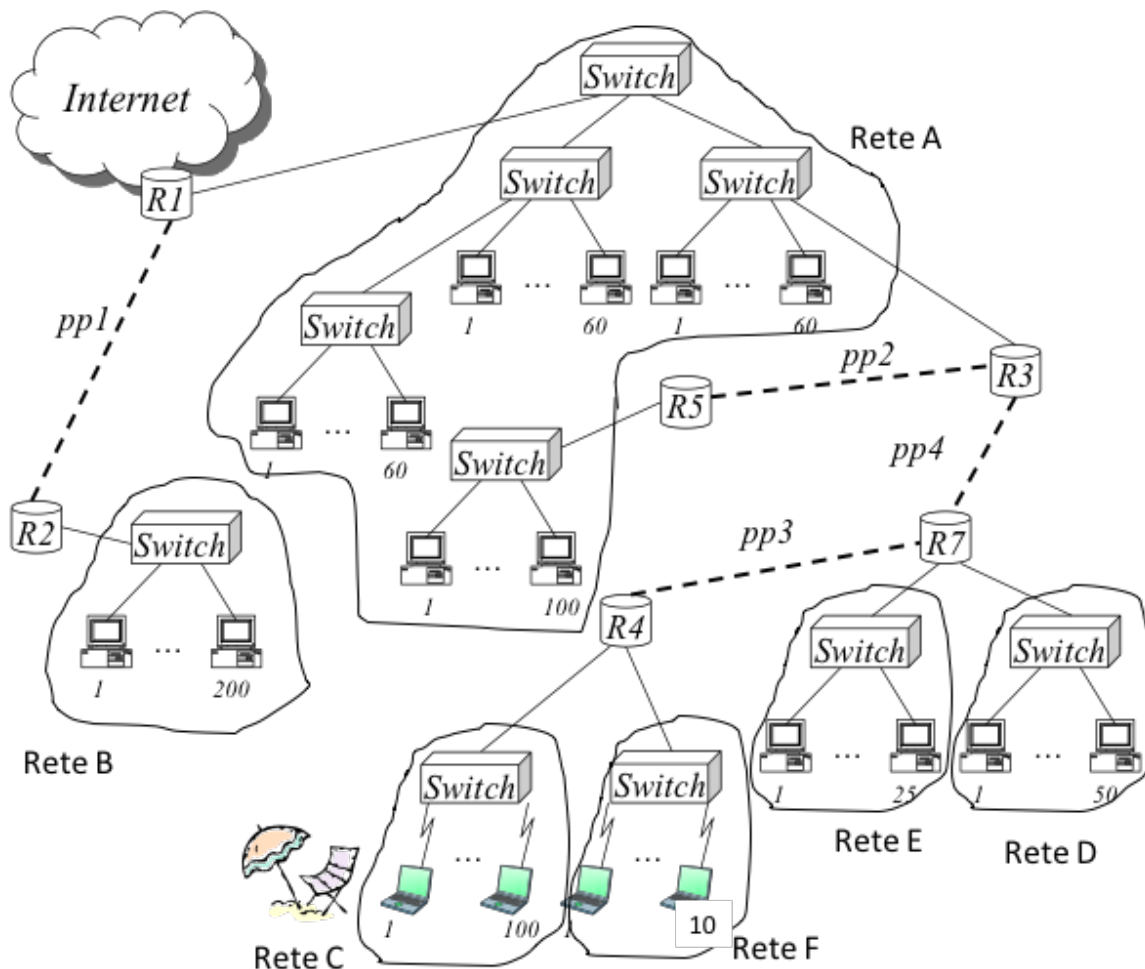 Switch
Internet
Rete A
Switch
Switch
R1
1
...
60
1
...
60
pp1
Switch
pp2
R3
R5
...
1
60
Switch
pp4
R2
Switch
pp3
R7
...
1
100
R4
Switch
Switch
...
1
200
Rete B
Switch
Switch
...
1
25
...
1
50
Rete E
Rete D
...
1
100
...
1
10
Rete C
Rete F